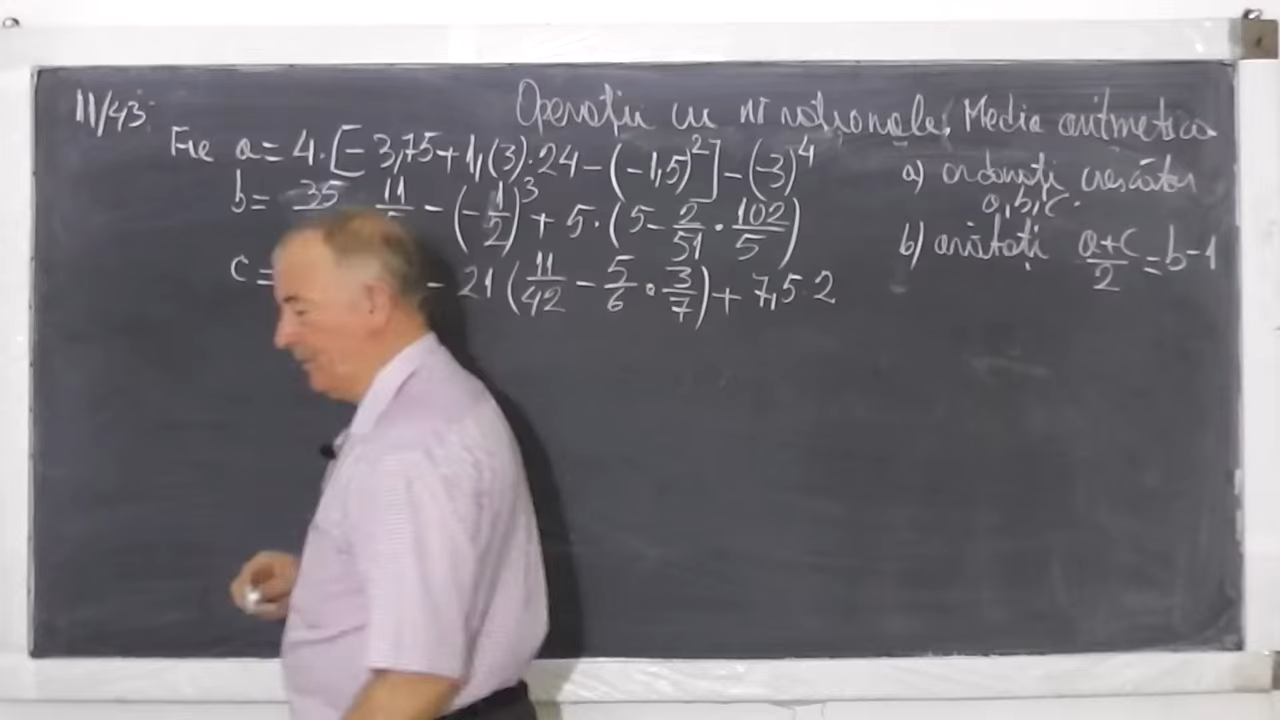 11/43: Operații cu nr raționale. Media aritmetica
Fie a = 4·[-3,75+1,(3)·24-(-1,5)²]-(-3)⁴
b = 35 11 - (-1/2)³ + 5·(5 - 2/51 · 102/5)
c = - 21 (11/42 - 5/6 · 3/7) + 7,5·2
a) ordonați crescător
a, b, c.
b) arătați (a+c)/2 = b-1